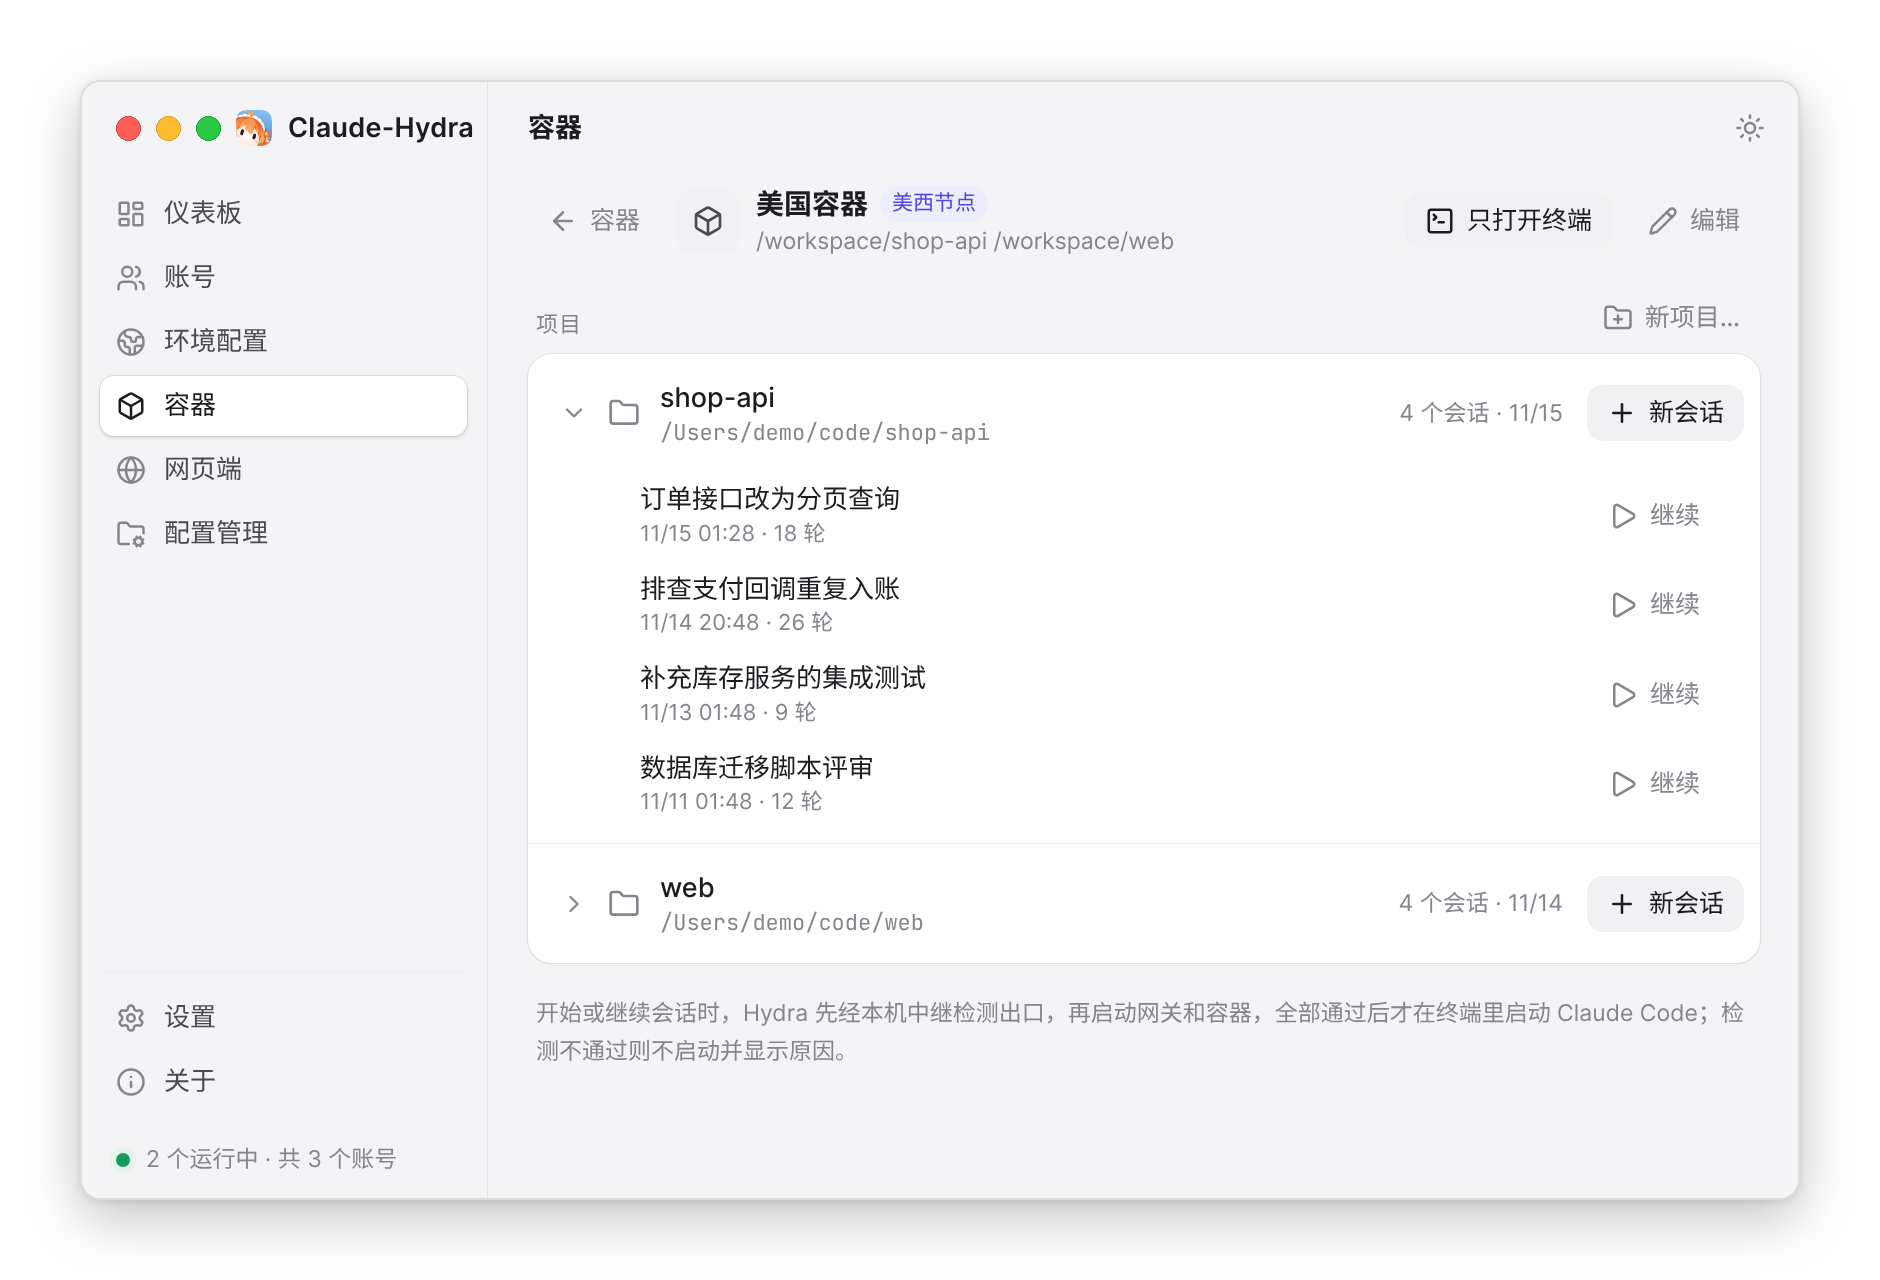 Claude-Hydra
仪表板
账号
环境配置
容器
网页端
配置管理
设置
关于
2 个运行中 · 共 3 个账号
容器
容器
美国容器
美西节点
/workspace/shop-api /workspace/web
只打开终端
编辑
项目
新项目...
shop-api
/Users/demo/code/shop-api
4 个会话 · 11/15
新会话
订单接口改为分页查询
11/15 01:28 · 18 轮
继续
排查支付回调重复入账
11/14 20:48 · 26 轮
继续
补充库存服务的集成测试
11/13 01:48 · 9 轮
继续
数据库迁移脚本评审
11/11 01:48 · 12 轮
继续
web
/Users/demo/code/web
4 个会话 · 11/14
新会话
开始或继续会话时，Hydra 先经本机中继检测出口，再启动网关和容器，全部通过后才在终端里启动 Claude Code；检
测不通过则不启动并显示原因。